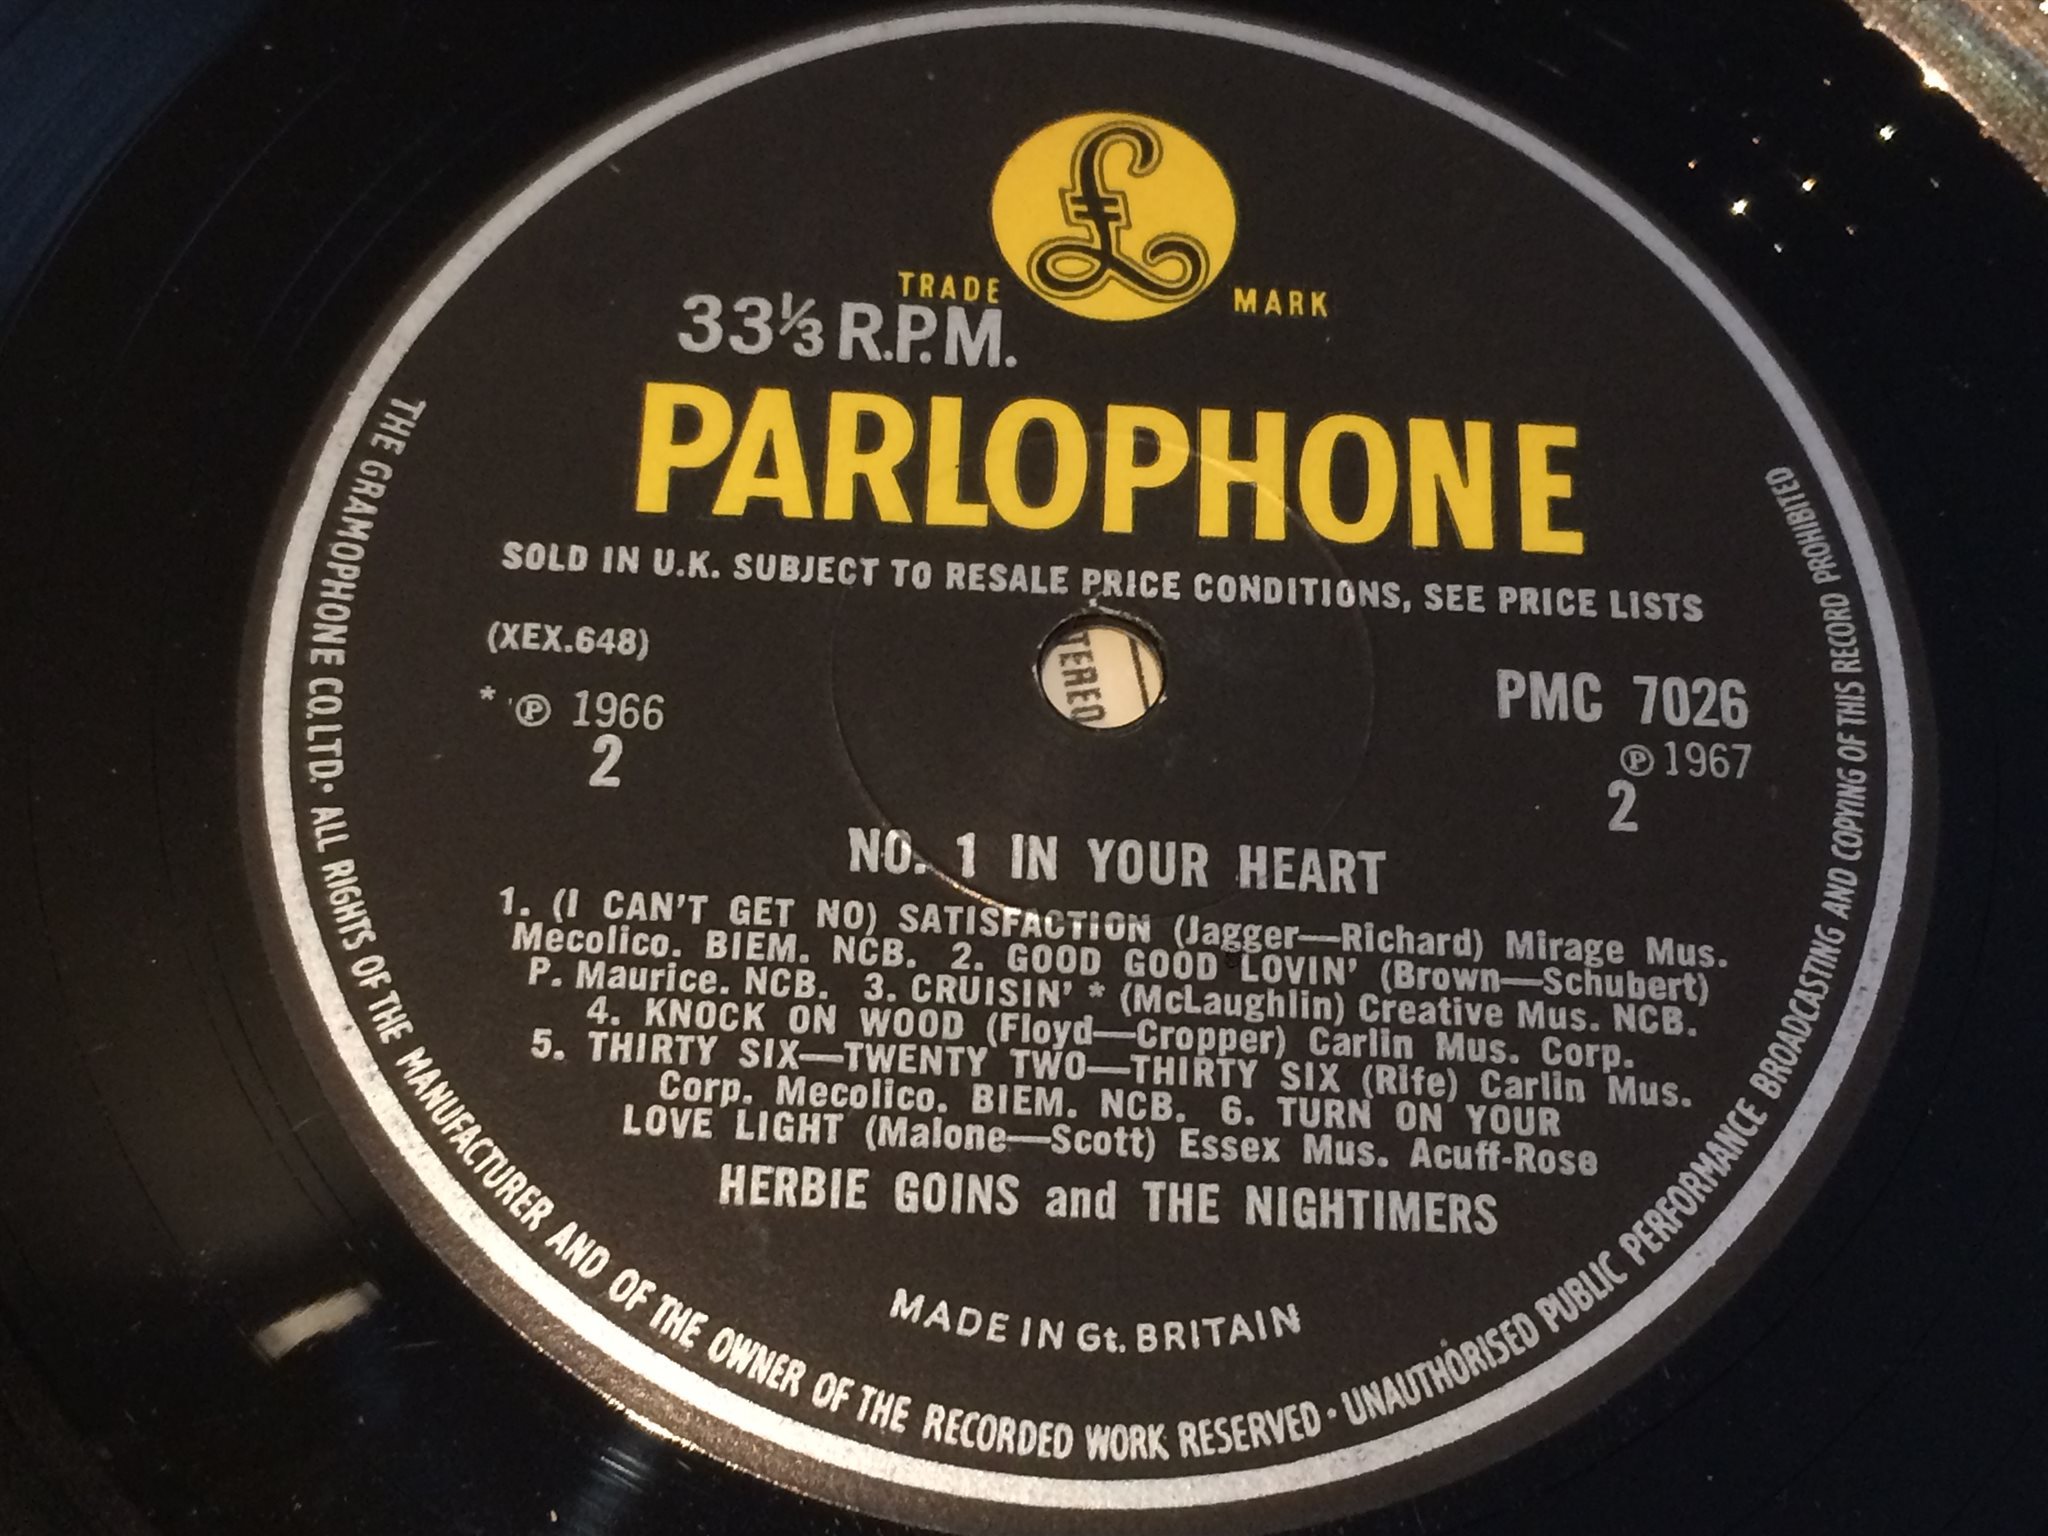 £
TRADE MARK
33⅓ R.P.M.
PARLOPHONE
SOLD IN U.K. SUBJECT TO RESALE PRICE CONDITIONS, SEE PRICE LISTS
(XEX.648)
* ℗ 1966
2
TEREO
PMC 7026
℗ 1967
2
NO. 1 IN YOUR HEART
1. (I CAN'T GET NO) SATISFACTION (Jagger—Richard) Mirage Mus.
Mecolico. BIEM. NCB. 2. GOOD GOOD LOVIN' (Brown—Schubert)
P. Maurice. NCB. 3. CRUISIN' * (McLaughlin) Creative Mus. NCB.
4. KNOCK ON WOOD (Floyd—Cropper) Carlin Mus. Corp.
5. THIRTY SIX—TWENTY TWO—THIRTY SIX (Rife) Carlin Mus.
Corp. Mecolico. BIEM. NCB. 6. TURN ON YOUR
LOVE LIGHT (Malone—Scott) Essex Mus. Acuff-Rose
HERBIE GOINS and THE NIGHTIMERS
MADE IN Gt. BRITAIN
THE GRAMOPHONE CO. LTD. · ALL RIGHTS OF THE MANUFACTURER AND OF THE OWNER OF THE RECORDED WORK RESERVED · UNAUTHORISED PUBLIC PERFORMANCE BROADCASTING AND COPYING OF THIS RECORD PROHIBITED